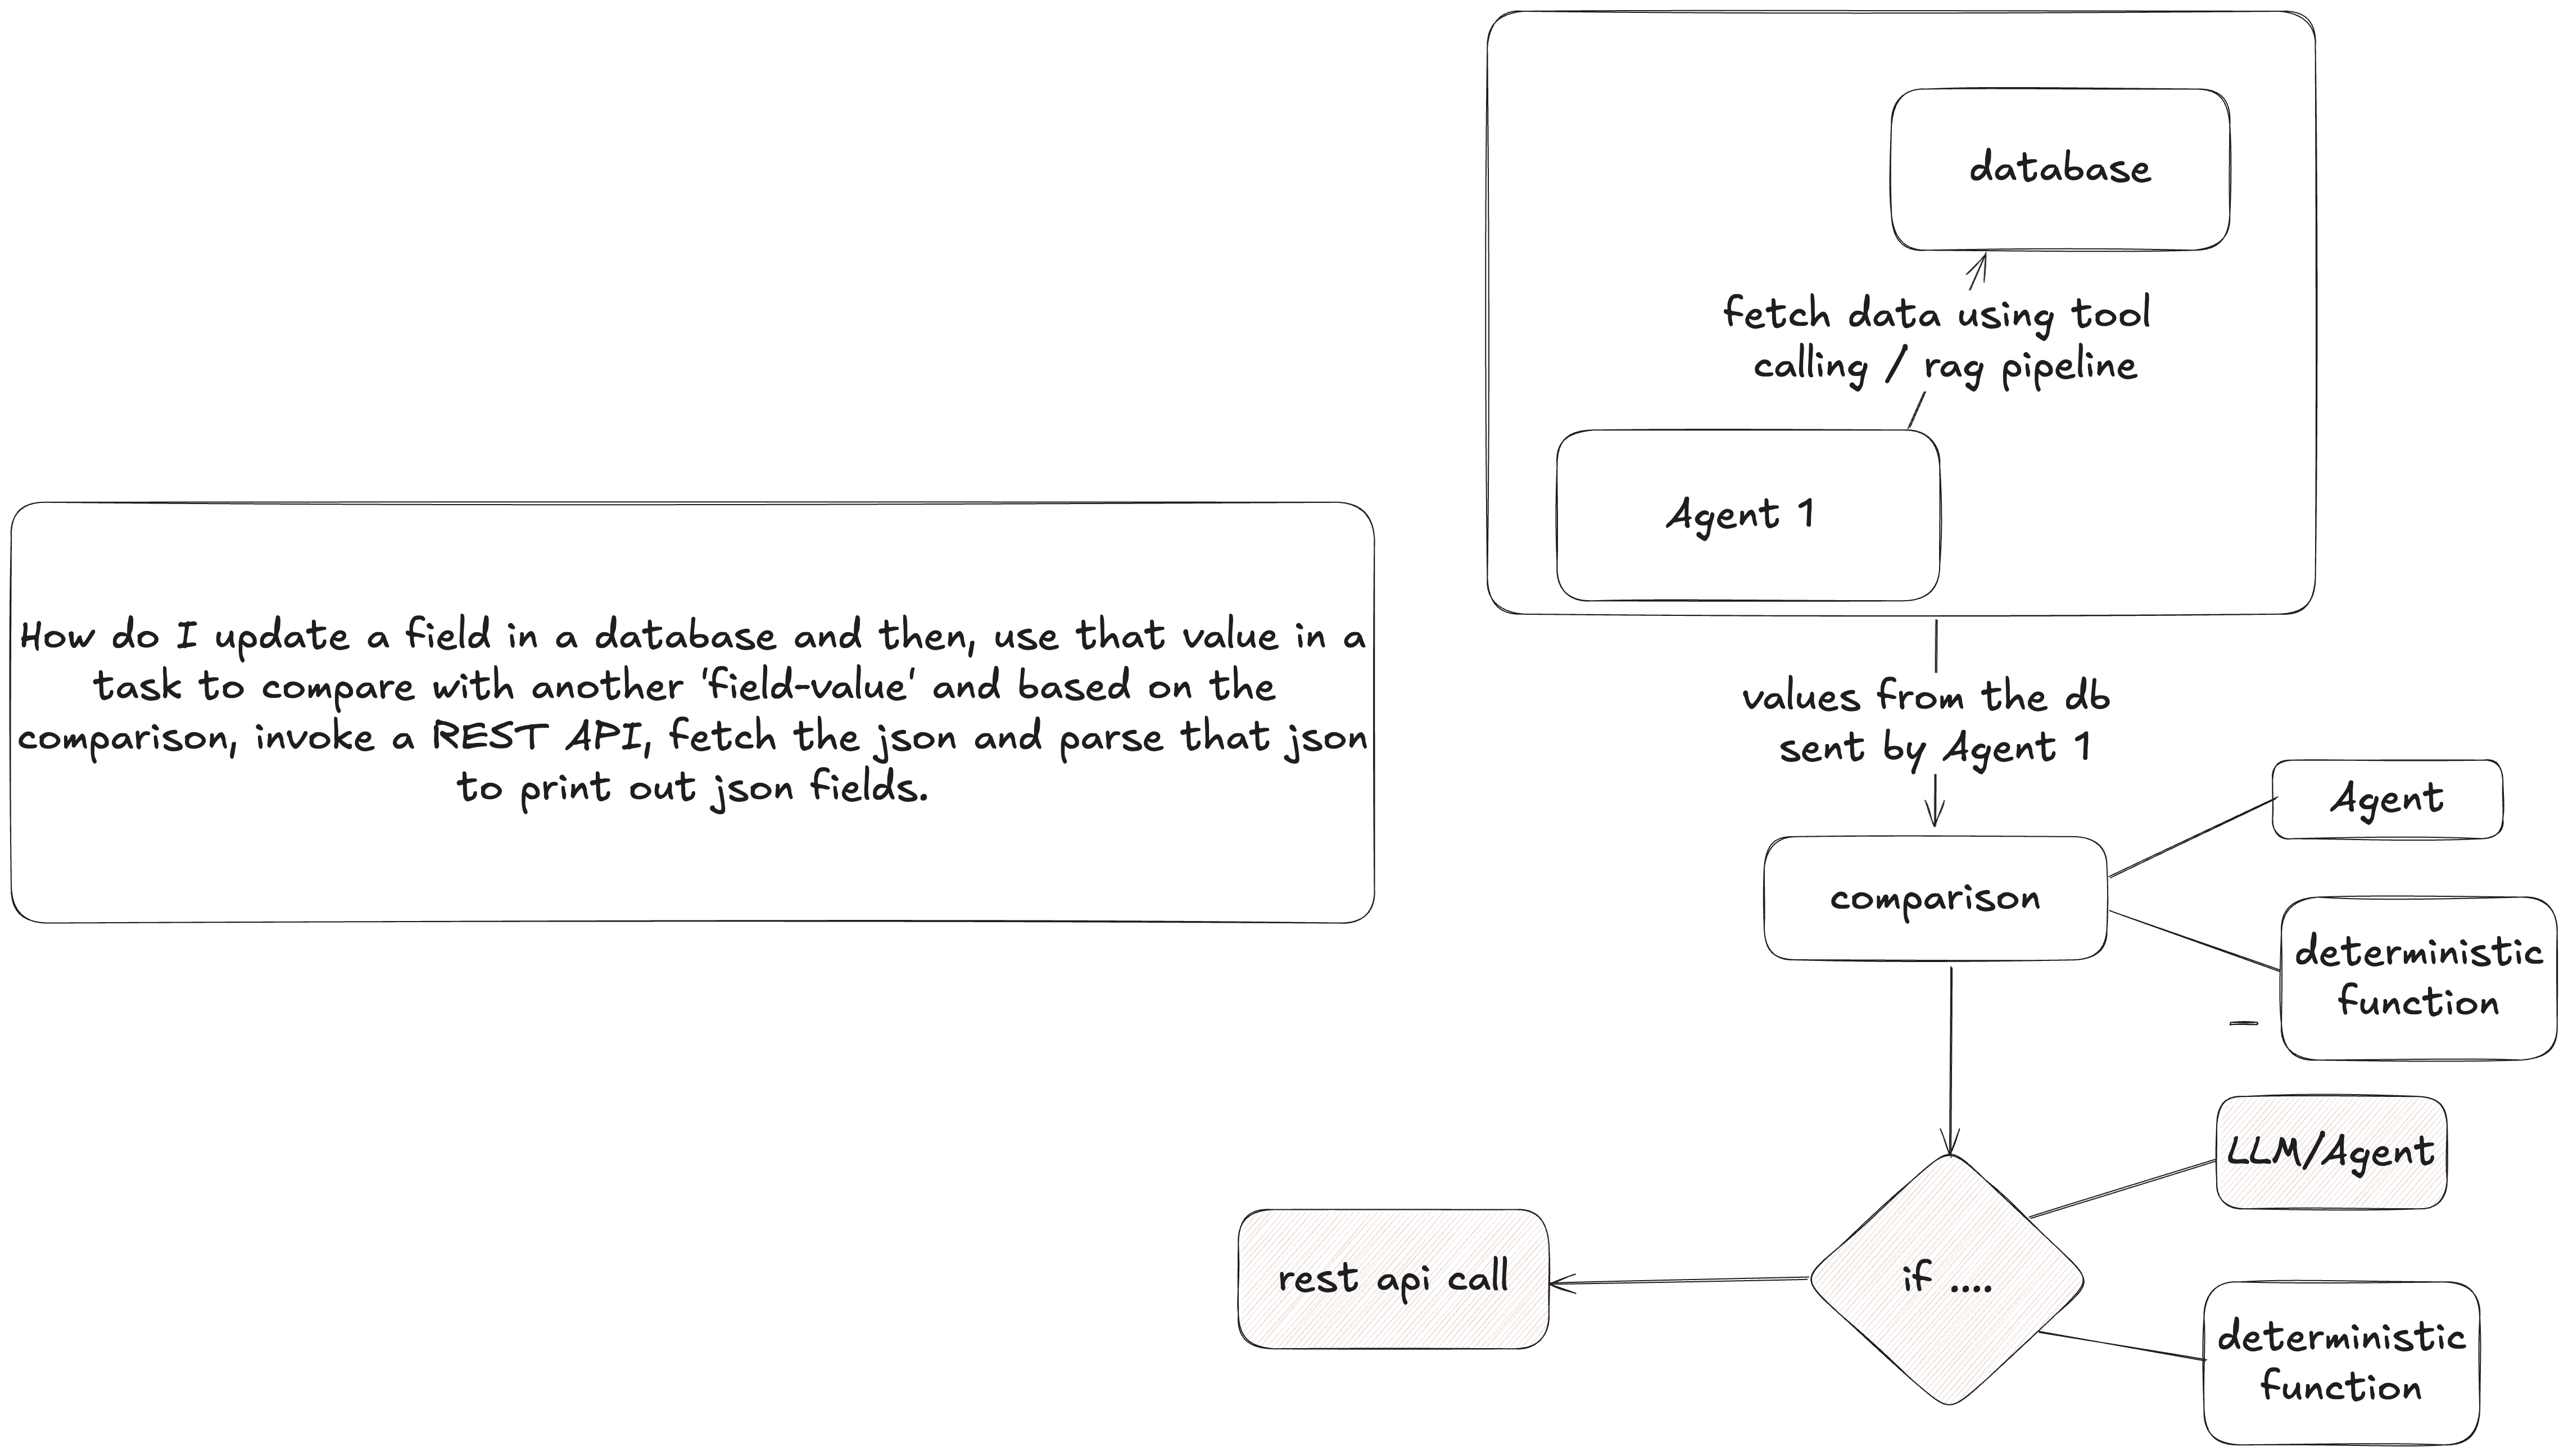 database
fetch data using tool
calling / rag pipeline
Agent 1
How do I update a field in a database and then, use that value in a
task to compare with another 'field-value' and based on the
comparison, invoke a REST API, fetch the json and parse that json
to print out json fields.
values from the db
sent by Agent 1
Agent
comparison
deterministic
function
LLM/Agent
rest api call
if ....
deterministic
function